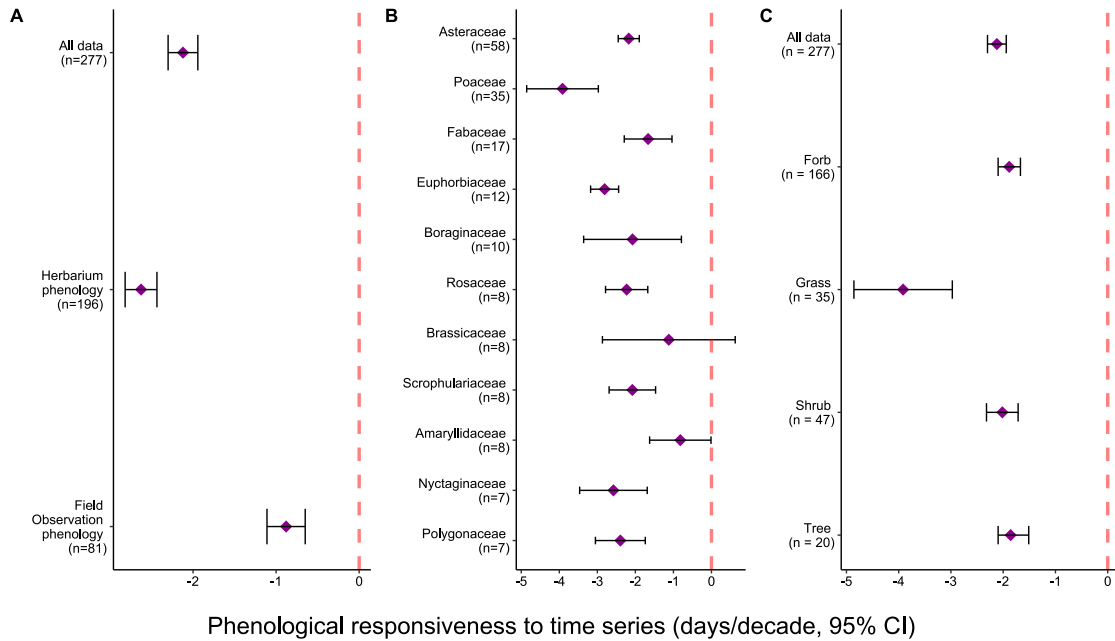 A
All data
(n=277)
Herbarium
phenology
(n=196)
Field
Observation
phenology
(n=81)
-2
-1
0
B
Asteraceae
(n=58)
Poaceae
(n=35)
Fabaceae
(n=17)
Euphorbiaceae
(n=12)
Boraginaceae
(n=10)
Rosaceae
(n=8)
Brassicaceae
(n=8)
Scrophulariaceae
(n=8)
Amaryllidaceae
(n=8)
Nyctaginaceae
(n=7)
Polygonaceae
(n=7)
-5
-4
-3
-2
-1
0
C
All data
(n = 277)
Forb
(n = 166)
Grass
(n = 35)
Shrub
(n = 47)
Tree
(n = 20)
-5
-4
-3
-2
-1
0
Phenological responsiveness to time series (days/decade, 95% CI)